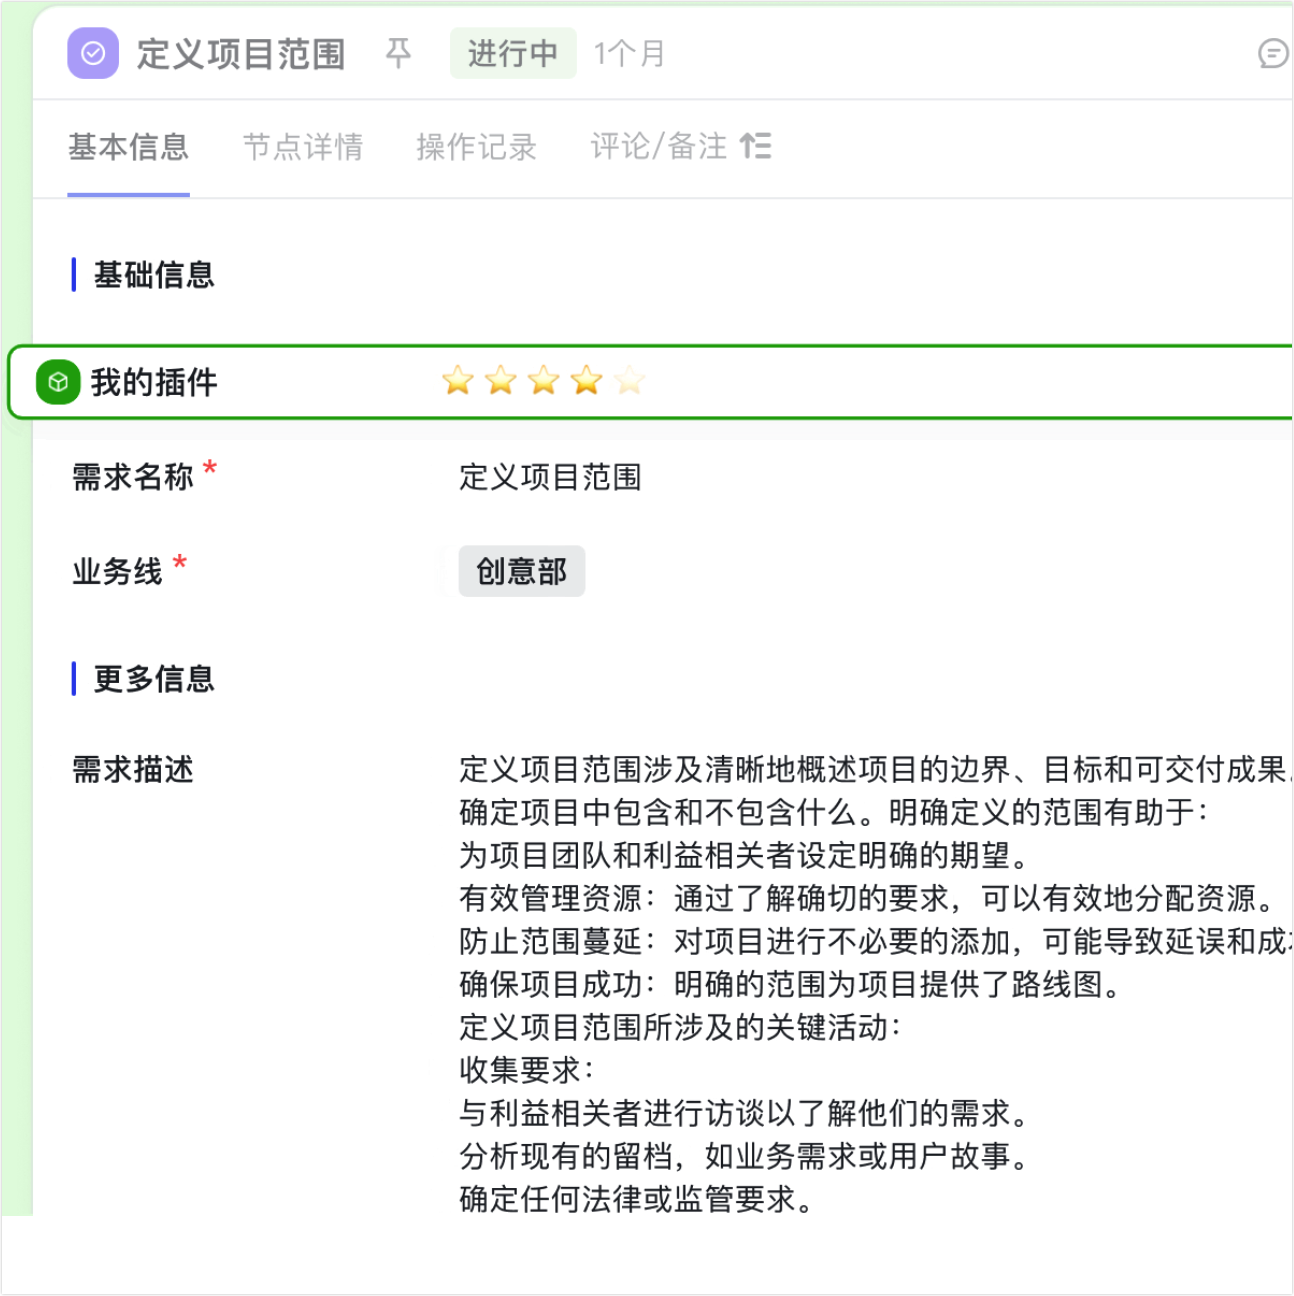 定义项目范围 进行中 1个月
基本信息 节点详情 操作记录 评论/备注
基础信息
我的插件
需求名称 * 定义项目范围
业务线 * 创意部
更多信息
需求描述 定义项目范围涉及清晰地概述项目的边界、目标和可交付成果
确定项目中包含和不包含什么。明确定义的范围有助于：
为项目团队和利益相关者设定明确的期望。
有效管理资源：通过了解确切的要求，可以有效地分配资源。
防止范围蔓延：对项目进行不必要的添加，可能导致延误和成
确保项目成功：明确的范围为项目提供了路线图。
定义项目范围所涉及的关键活动：
收集要求：
与利益相关者进行访谈以了解他们的需求。
分析现有的留档，如业务需求或用户故事。
确定任何法律或监管要求。